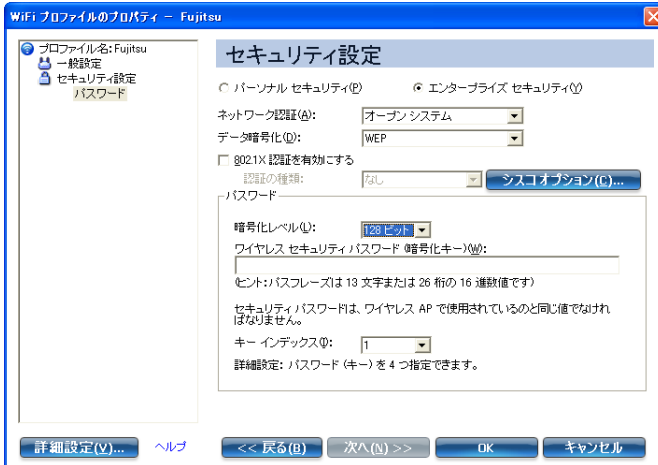 WiFi プロファイルのプロパティ － Fujitsu
プロファイル名: Fujitsu
一般設定
セキュリティ設定
パスワード
セキュリティ設定
パーソナル セキュリティ(P) エンタープライズ セキュリティ(Y)
ネットワーク認証(A): オープン システム
データ暗号化(D): WEP
802.1X 認証を有効にする
認証の種類: なし シスコ オプション(C)...
パスワード
暗号化レベル(L): 128 ビット
ワイヤレス セキュリティ パスワード (暗号化キー)(W):
(ヒント: パスフレーズは 13 文字または 26 桁の 16 進数値です)
セキュリティ パスワードは、ワイヤレス AP で使用されているのと同じ値でなけれ
ばなりません。
キー インデックス(I): 1
詳細設定: パスワード (キー) を 4 つ指定できます。
詳細設定(V)... ヘルプ << 戻る(B) 次へ(N) >> OK キャンセル